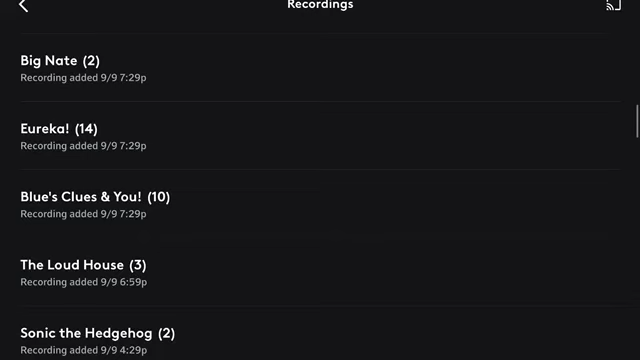 Recordings
Big Nate (2)
Recording added 9/9 7:29p
Eureka! (14)
Recording added 9/9 7:29p
Blue's Clues & You! (10)
Recording added 9/9 7:29p
The Loud House (3)
Recording added 9/9 6:59p
Sonic the Hedgehog (2)
Recording added 9/9 4:29p